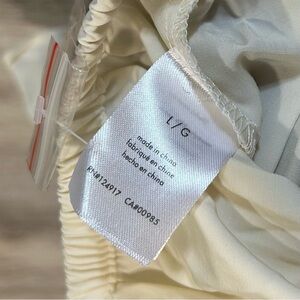 L / G
made in china
fabriqué en chine
hecho en china
RN#124917 CA#00985